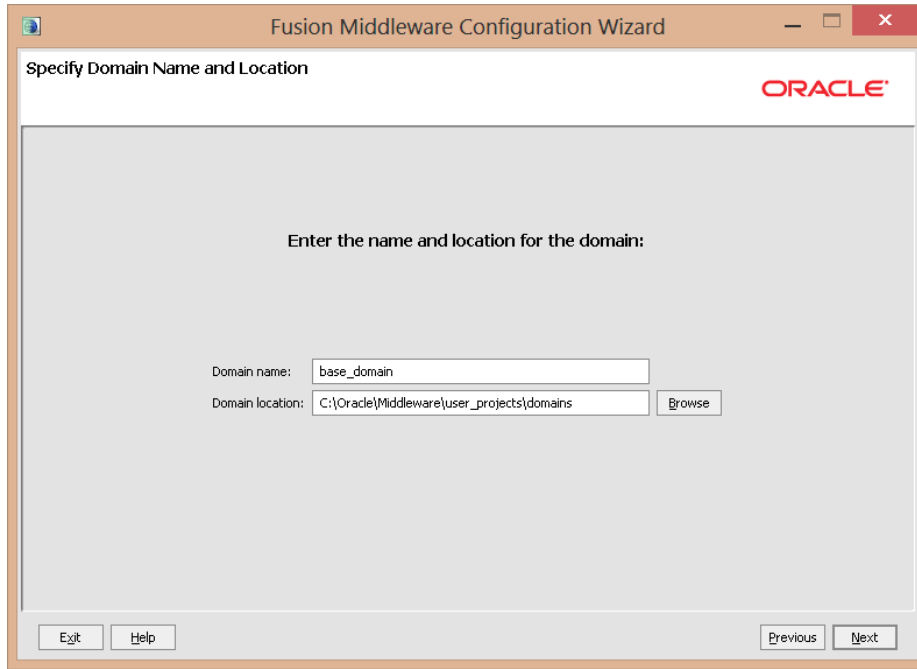 Fusion Middleware Configuration Wizard
Specify Domain Name and Location
ORACLE
Enter the name and location for the domain:
Domain name: base_domain
Domain location: C:\Oracle\Middleware\user_projects\domains Browse
Exit Help Previous Next